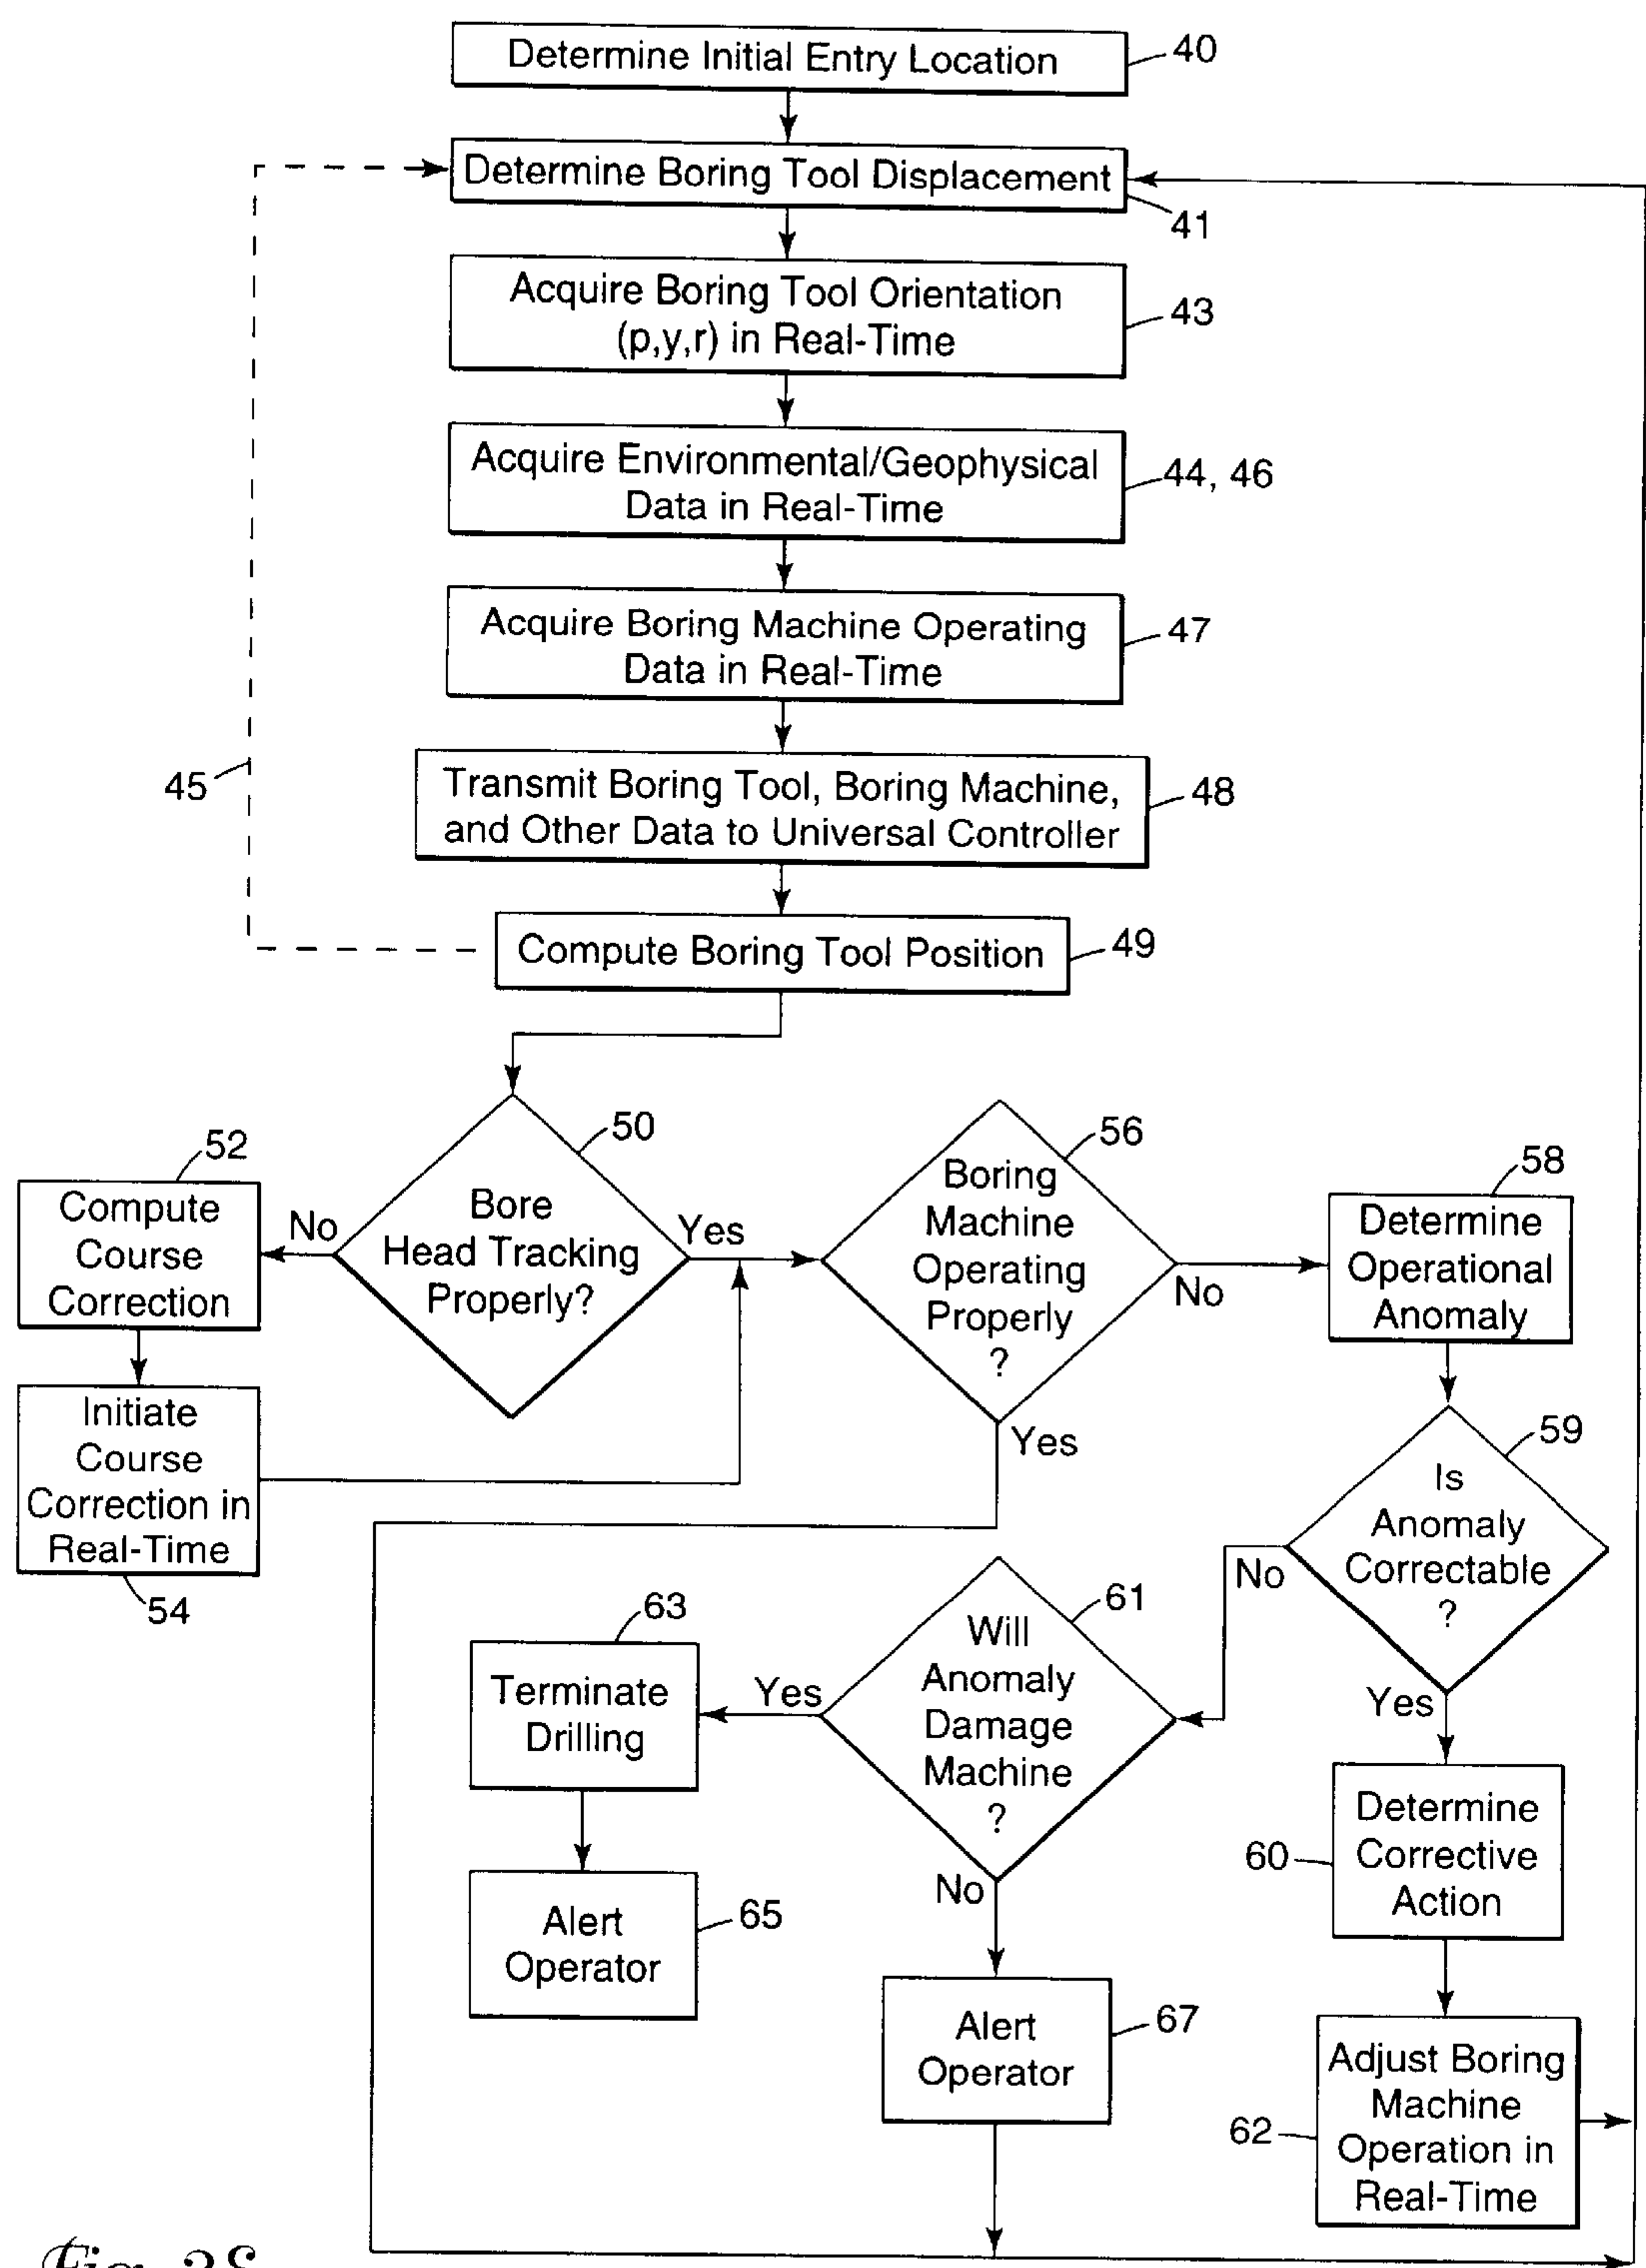 Determine Initial Entry Location
40
Determine Boring Tool Displacement
41
Acquire Boring Tool Orientation
(p,y,r) in Real-Time
43
Acquire Environmental/Geophysical
Data in Real-Time
44, 46
Acquire Boring Machine Operating
Data in Real-Time
47
45
Transmit Boring Tool, Boring Machine,
and Other Data to Universal Controller
48
Compute Boring Tool Position
49
50
Bore
Head Tracking
Properly?
No
Yes
52
Compute
Course
Correction
Initiate
Course
Correction in
Real-Time
54
56
Boring
Machine
Operating
Properly
?
No
Yes
58
Determine
Operational
Anomaly
59
Is
Anomaly
Correctable
?
No
Yes
61
Will
Anomaly
Damage
Machine
?
Yes
No
63
Terminate
Drilling
Alert
Operator
65
Alert
Operator
67
60
Determine
Corrective
Action
62
Adjust Boring
Machine
Operation in
Real-Time